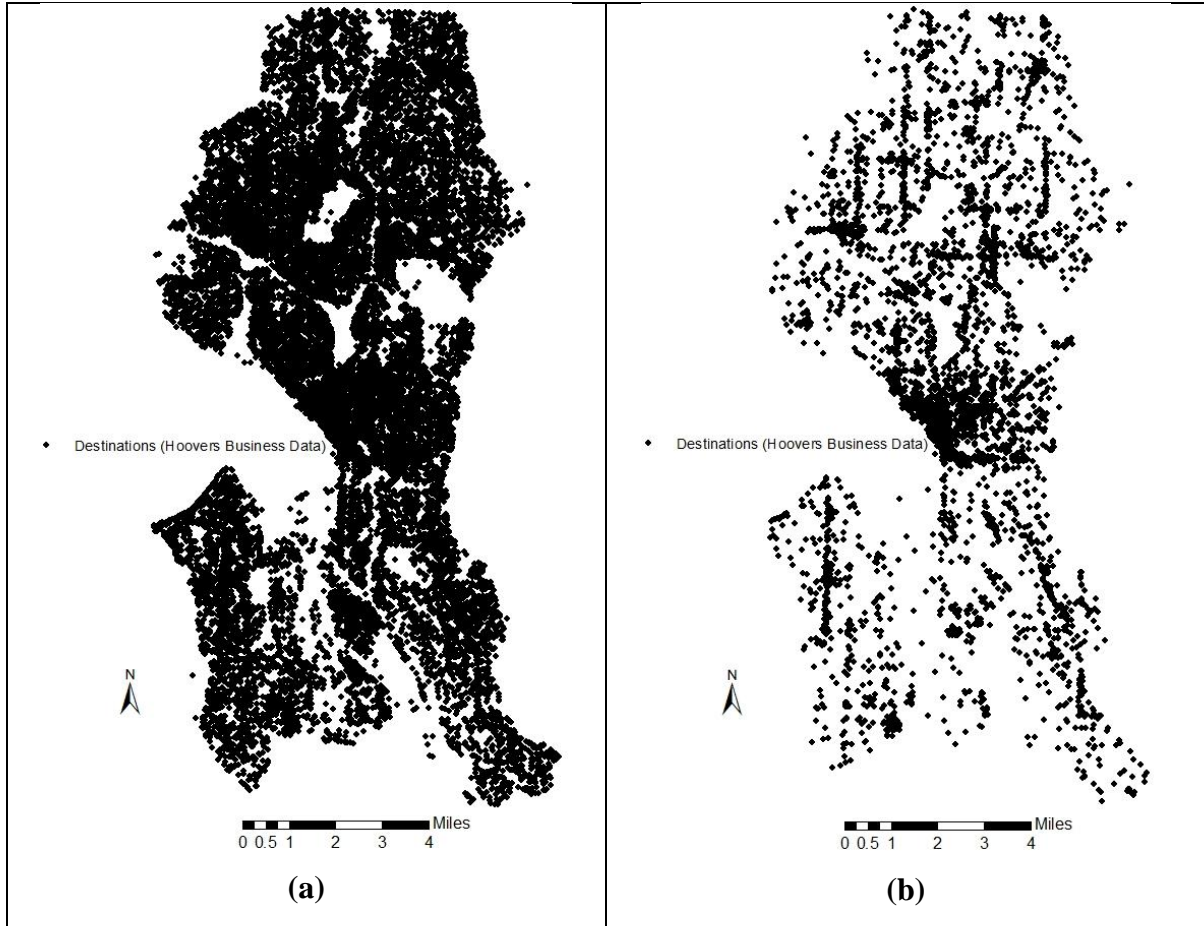 Destinations (Hoovers Business Data)
N
Miles
0 0.5 1 2 3 4
(a)
Destinations (Hoovers Business Data)
N
Miles
0 0.5 1 2 3 4
(b)